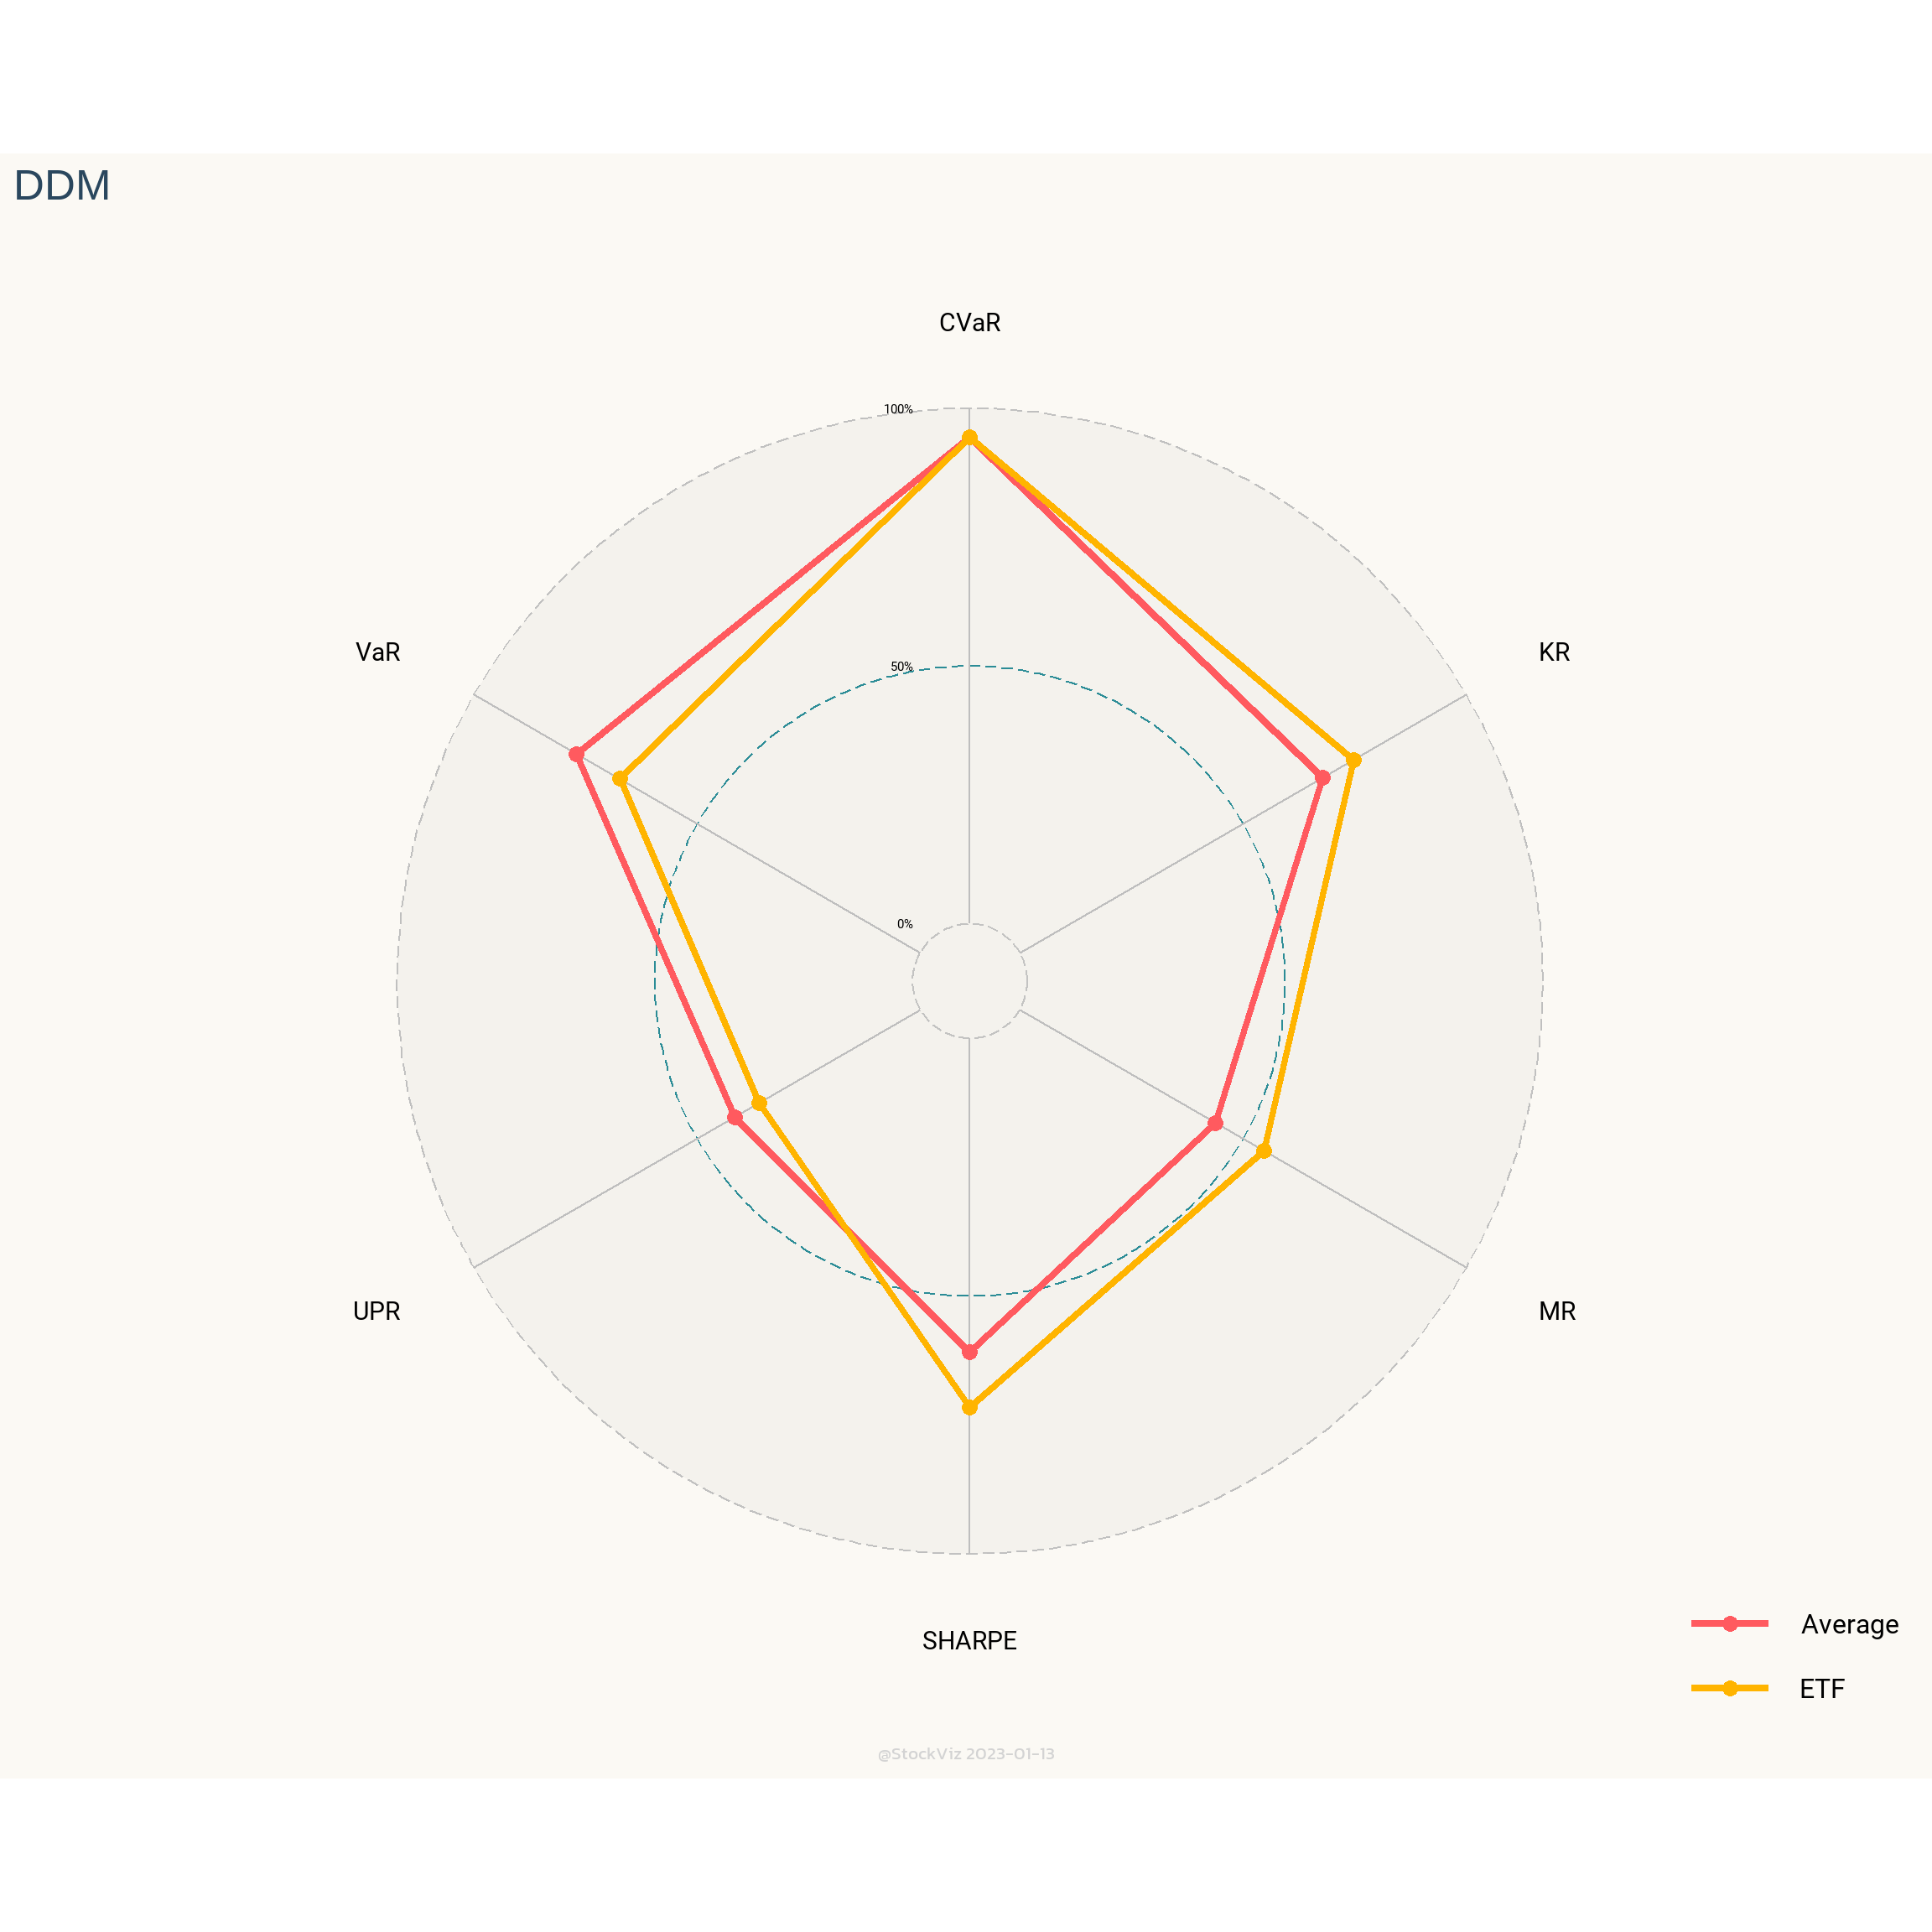 DDM
CVaR
100%
VaR
KR
50%
0%
UPR
MR
SHARPE
Average
ETF
@StockViz 2023-01-13